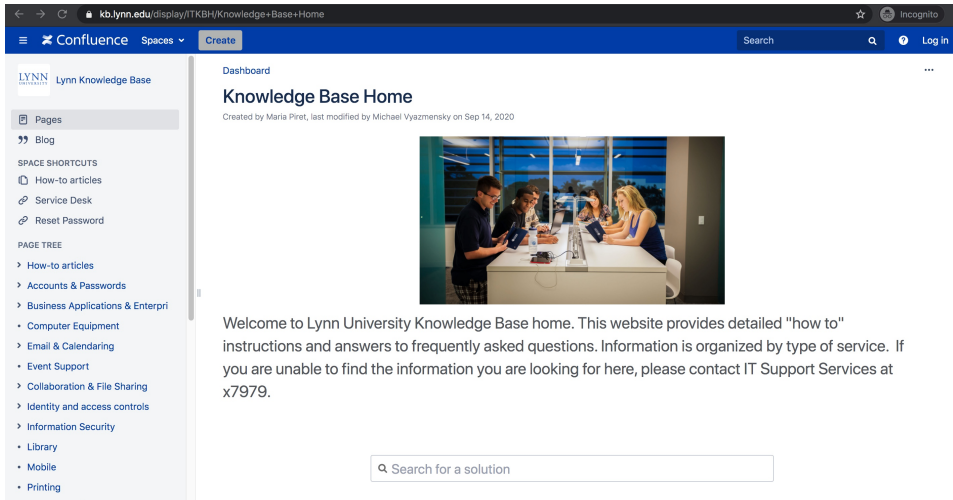 kb.lynn.edu/display/ITKBH/Knowledge+Base+Home
Incognito
Confluence Spaces Create Search ? Log in
LYNN
UNIVERSITY
Lynn Knowledge Base
Pages
Blog
SPACE SHORTCUTS
How-to articles
Service Desk
Reset Password
PAGE TREE
How-to articles
Accounts & Passwords
Business Applications & Enterpri
Computer Equipment
Email & Calendaring
Event Support
Collaboration & File Sharing
Identity and access controls
Information Security
Library
Mobile
Printing
Dashboard
Knowledge Base Home
Created by Maria Piret, last modified by Michael Vyazmensky on Sep 14, 2020
Welcome to Lynn University Knowledge Base home. This website provides detailed "how to"
instructions and answers to frequently asked questions. Information is organized by type of service. If
you are unable to find the information you are looking for here, please contact IT Support Services at
x7979.
Search for a solution